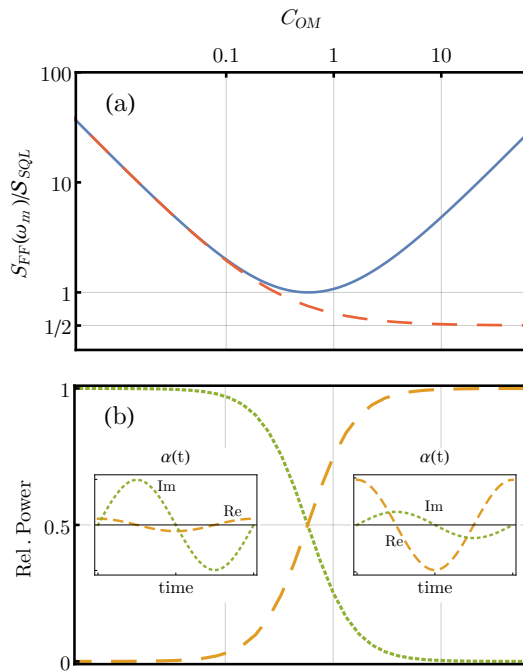 C_OM
0.1 1 10
100
(a)
10
1
1/2
S_FF(ω_m)/S_SQL
1
(b)
α(t)
α(t)
Im
Re
Im
Re
0.5
time
time
0
Rel. Power